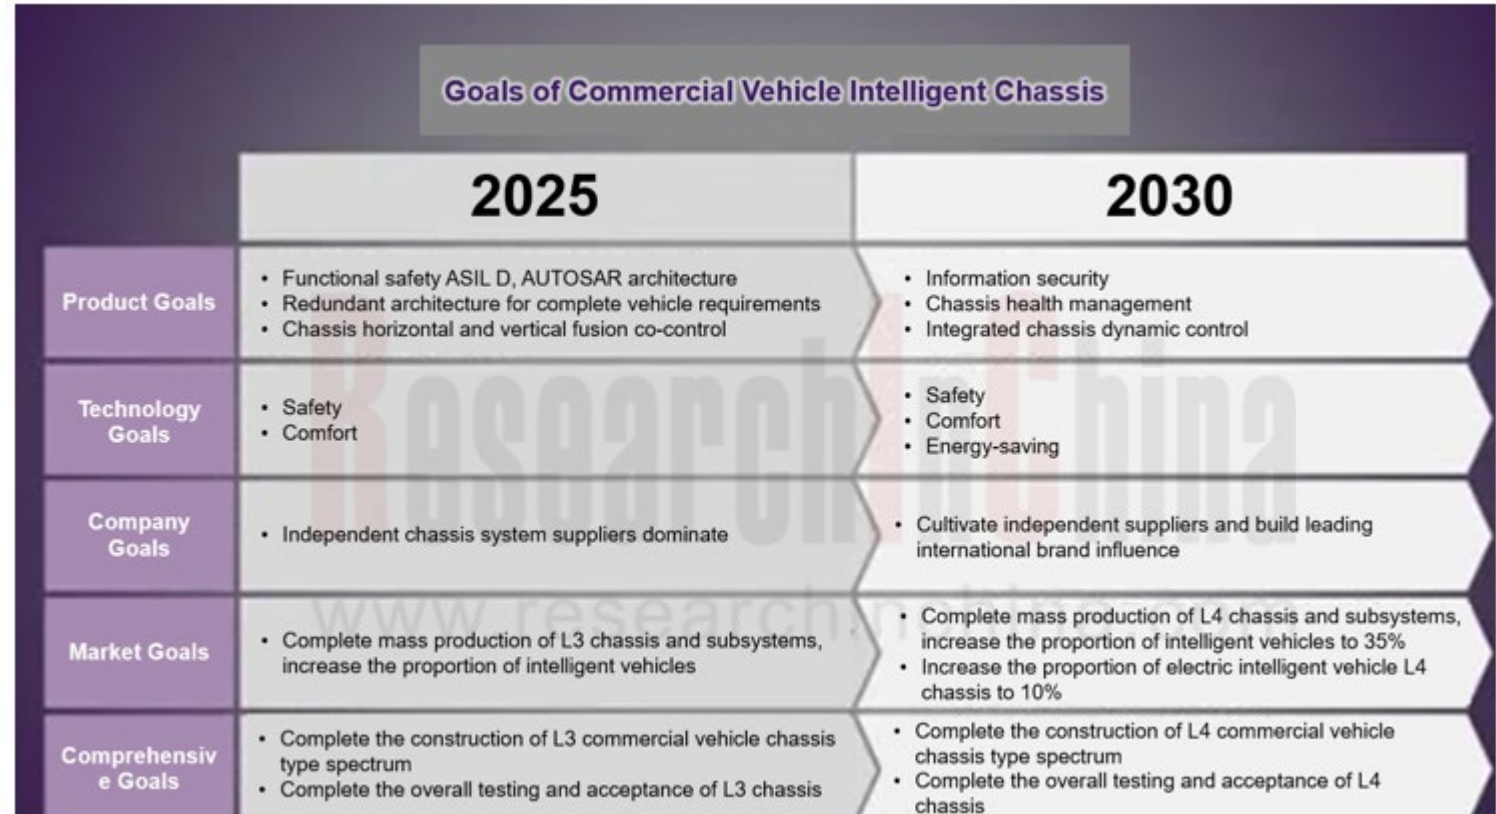 Goals of Commercial Vehicle Intelligent Chassis
2025
2030
Product Goals
• Functional safety ASIL D, AUTOSAR architecture
• Redundant architecture for complete vehicle requirements
• Chassis horizontal and vertical fusion co-control
• Information security
• Chassis health management
• Integrated chassis dynamic control
Technology
Goals
• Safety
• Comfort
• Safety
• Comfort
• Energy-saving
Company
Goals
• Independent chassis system suppliers dominate
• Cultivate independent suppliers and build leading
international brand influence
Market Goals
• Complete mass production of L3 chassis and subsystems,
increase the proportion of intelligent vehicles
• Complete mass production of L4 chassis and subsystems,
increase the proportion of intelligent vehicles to 35%
• Increase the proportion of electric intelligent vehicle L4
chassis to 10%
Comprehensiv
e Goals
• Complete the construction of L3 commercial vehicle chassis
type spectrum
• Complete the overall testing and acceptance of L3 chassis
• Complete the construction of L4 commercial vehicle
chassis type spectrum
• Complete the overall testing and acceptance of L4
chassis
ResearchInChina
www.researchinchina.com